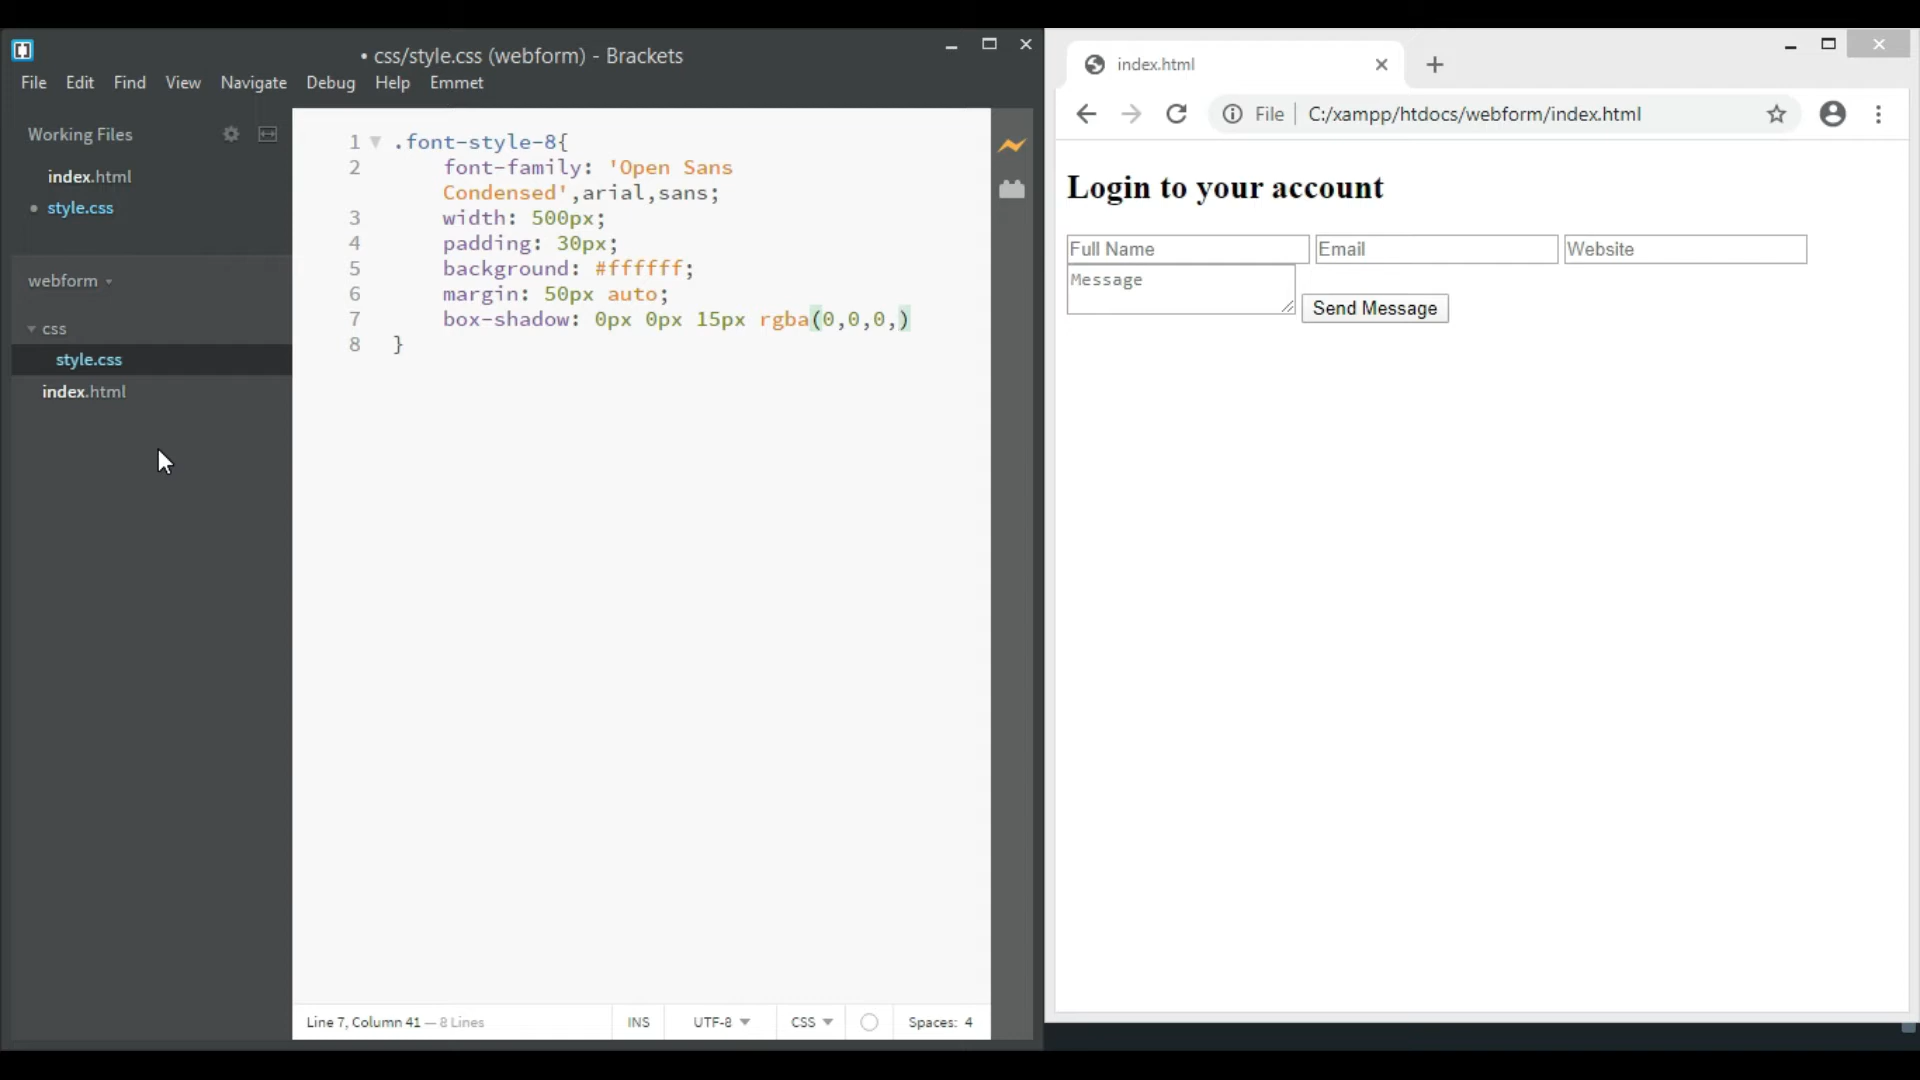 • css/style.css (webform) - Brackets
File Edit Find View Navigate Debug Help Emmet
Working Files
index.html
• style.css
webform
css
style.css
index.html
1 .font-style-8{
2 font-family: 'Open Sans
Condensed',arial,sans;
3 width: 500px;
4 padding: 30px;
5 background: #ffffff;
6 margin: 50px auto;
7 box-shadow: 0px 0px 15px rgba(0,0,0,)
8 }
Line 7, Column 41 — 8 Lines INS UTF-8 CSS Spaces: 4
index.html
File C:/xampp/htdocs/webform/index.html
Login to your account
Full Name Email Website
Message
Send Message